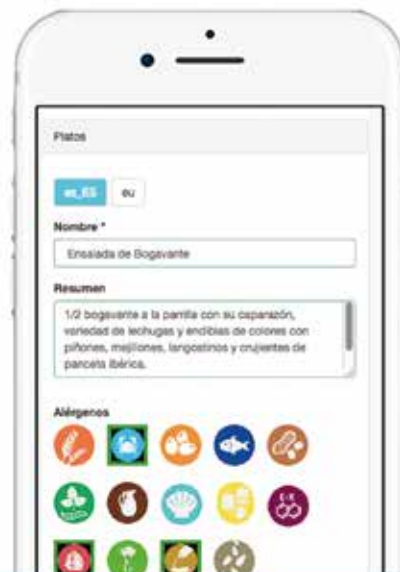 Platos
es_ES eu
Nombre *
Ensalada de Bogavante
Resumen
1/2 bogavante a la parrilla con su caparazón,
variedad de lechugas y endibias de colores con
piñones, mejillones, langostinos y crujientes de
panceta ibérica.
Alérgenos